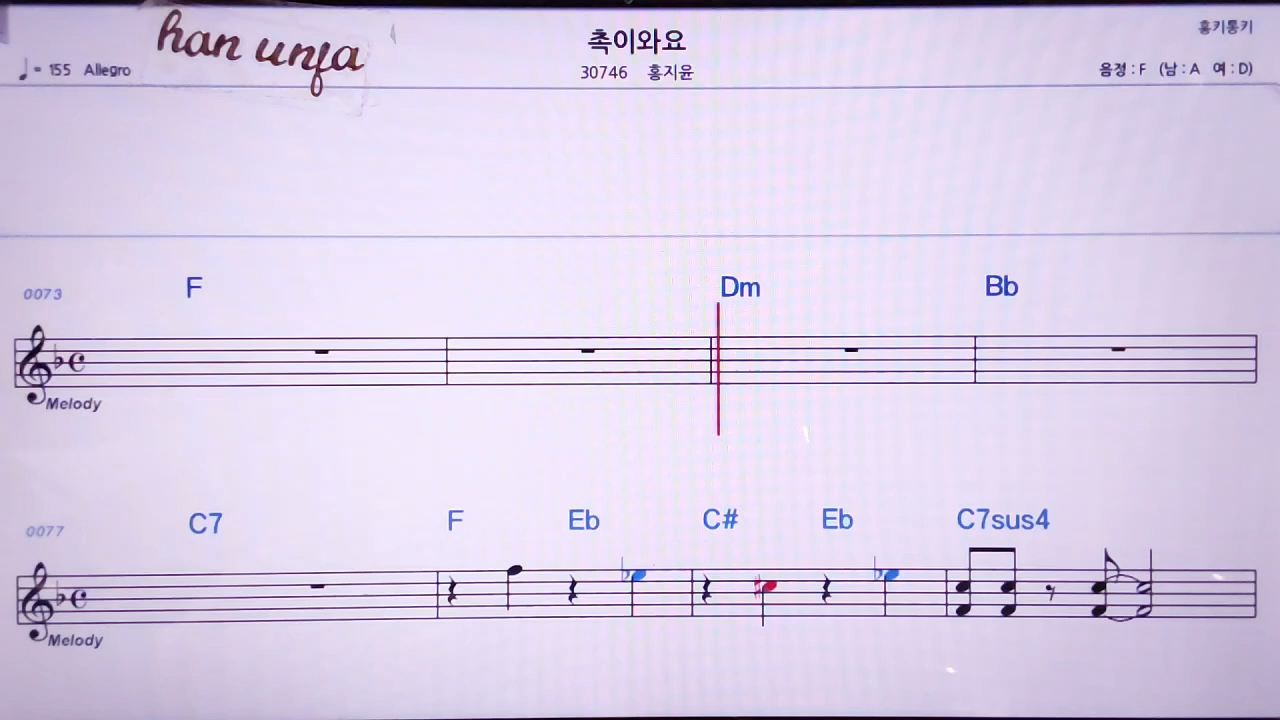 han unfa
촉이와요
홍키통키
♩ = 155 Allegro
30746 홍지윤
음정 : F (남 : A 여 : D)
0073 F Dm Bb
Melody
0077 C7 F Eb C# Eb C7sus4
Melody